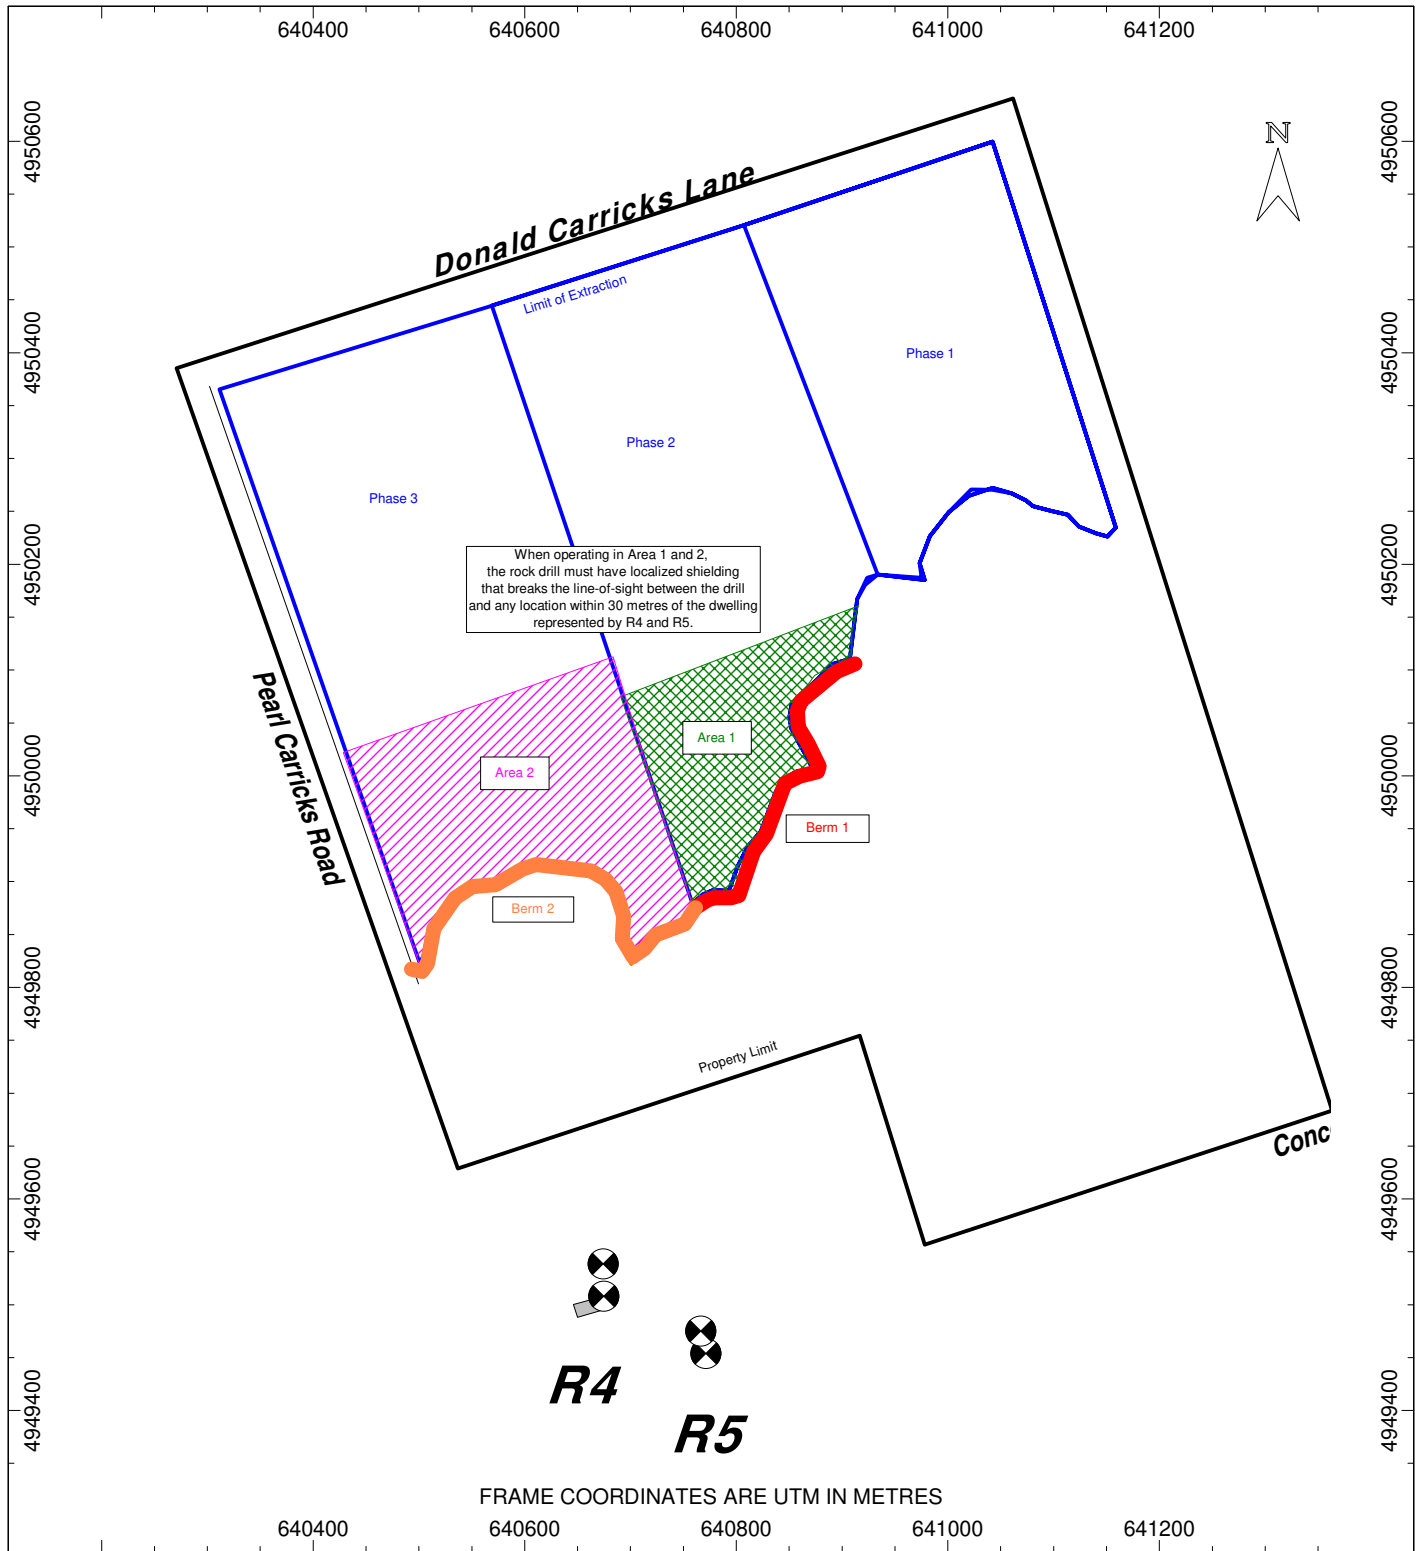 640400 640600 640800 641000 641200
N
4950600 4950600
Donald Carricks Lane
Limit of Extraction
4950400 4950400
Phase 1
Phase 2
Phase 3
4950200 4950200
When operating in Area 1 and 2,
the rock drill must have localized shielding
that breaks the line-of-sight between the drill
and any location within 30 metres of the dwelling
represented by R4 and R5.
Pearl Carricks Road
Area 1
Area 2
4950000 4950000
Berm 1
Berm 2
4949800 4949800
Property Limit
Conc
4949600 4949600
R4
R5
4949400 4949400
FRAME COORDINATES ARE UTM IN METRES
640400 640600 640800 641000 641200